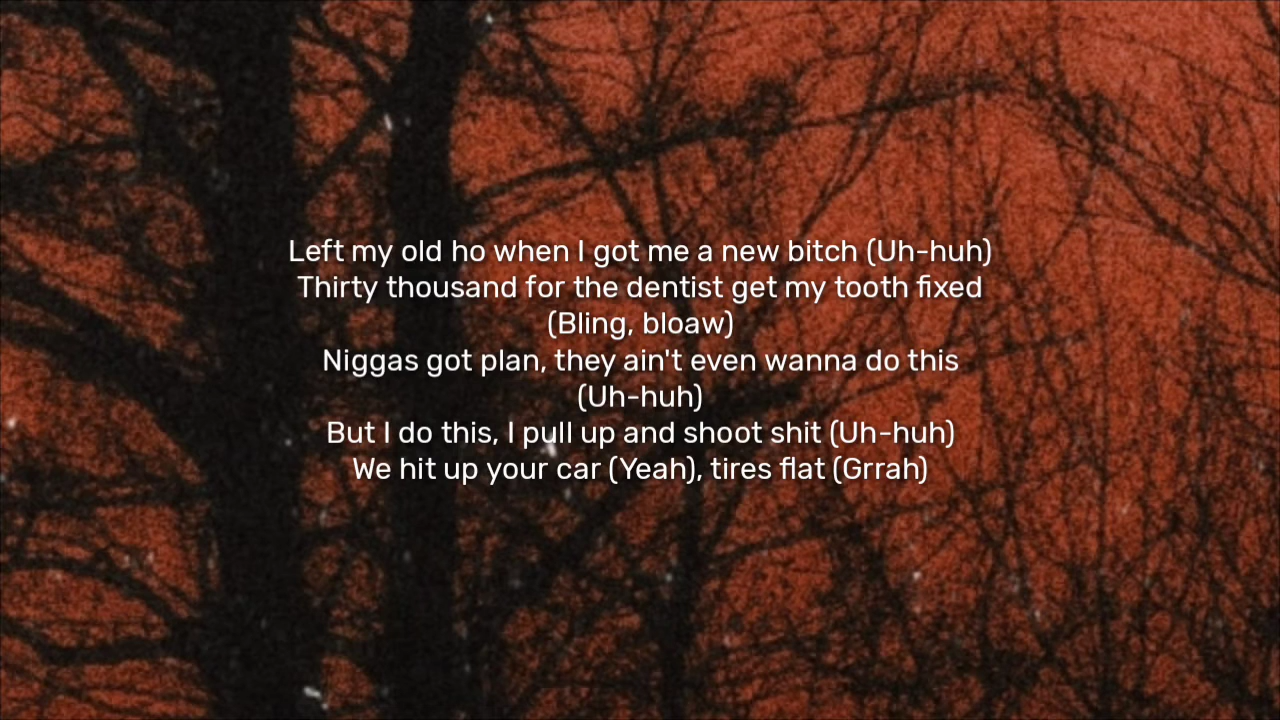 Left my old ho when I got me a new bitch (Uh-huh)
Thirty thousand for the dentist get my tooth fixed
(Bling, bloaw)
Niggas got plan, they ain't even wanna do this
(Uh-huh)
But I do this, I pull up and shoot shit (Uh-huh)
We hit up your car (Yeah), tires flat (Grrah)